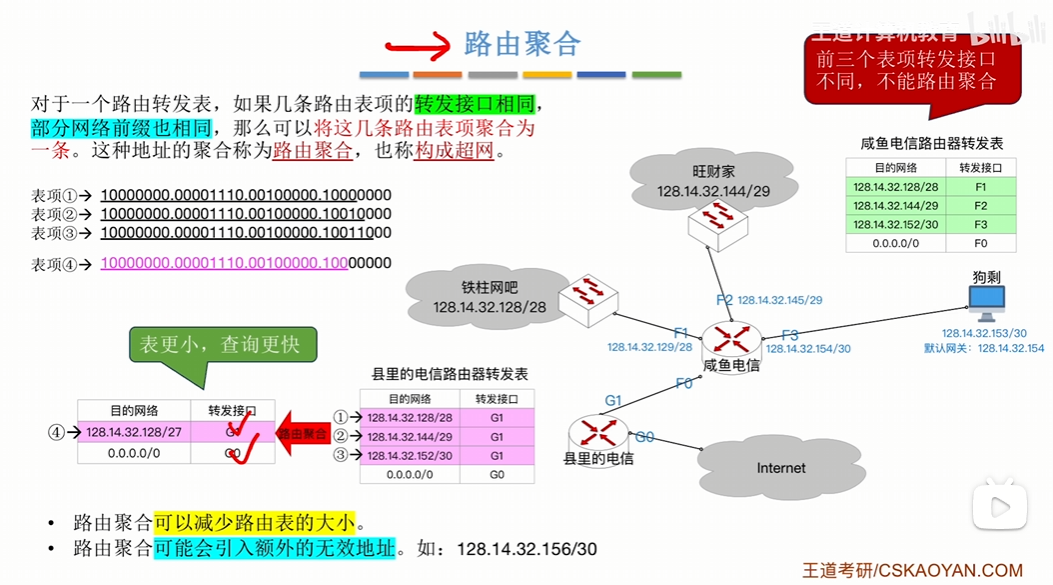 路由聚合
王道计算机教育 bilibili
前三个表项转发接口
不同，不能路由聚合
对于一个路由转发表，如果几条路由表项的转发接口相同，
部分网络前缀也相同，那么可以将这几条路由表项聚合为
一条。这种地址的聚合称为路由聚合，也称构成超网。
表项①→ 10000000.00001110.00100000.10000000
表项②→ 10000000.00001110.00100000.10010000
表项③→ 10000000.00001110.00100000.10011000
表项④→ 10000000.00001110.00100000.10000000
咸鱼电信路由器转发表
目的网络 转发接口
128.14.32.128/28 F1
128.14.32.144/29 F2
128.14.32.152/30 F3
0.0.0.0/0 F0
旺财家
128.14.32.144/29
铁柱网吧
128.14.32.128/28
F2 128.14.32.145/29
狗剩
F1
128.14.32.129/28
F3
128.14.32.154/30
128.14.32.153/30
默认网关：128.14.32.154
咸鱼电信
F0
G1
G0
县里的电信
Internet
表更小，查询更快
目的网络 转发接口
④→ 128.14.32.128/27 G1
0.0.0.0/0 G0
路由聚合
县里的电信路由器转发表
目的网络 转发接口
①→ 128.14.32.128/28 G1
②→ 128.14.32.144/29 G1
③→ 128.14.32.152/30 G1
0.0.0.0/0 G0
• 路由聚合可以减少路由表的大小。
• 路由聚合可能会引入额外的无效地址。如：128.14.32.156/30
王道考研/CSKAOYAN.COM